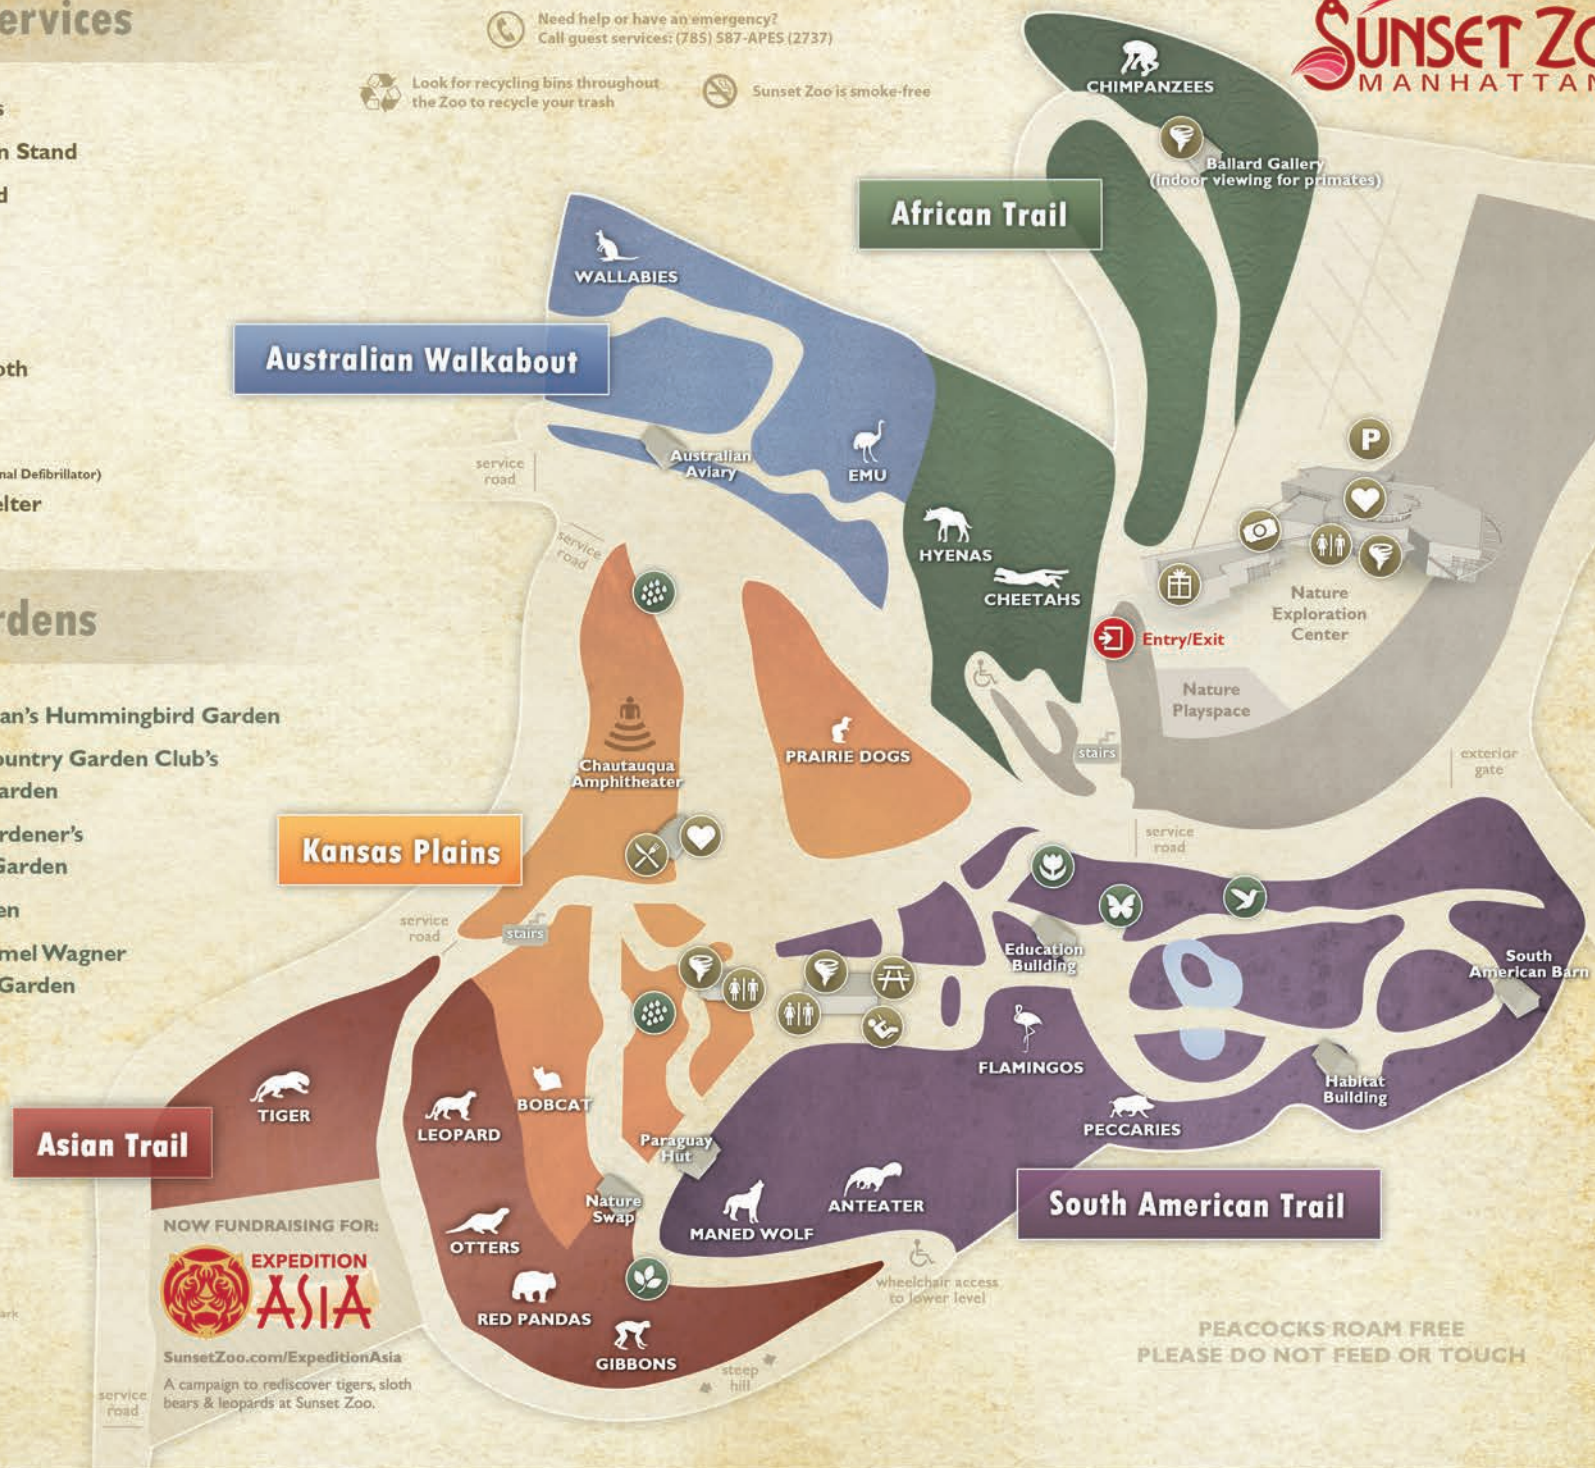 ervices
Need help or have an emergency?
Call guest services: (785) 587-APES (2737)
Look for recycling bins throughout
the Zoo to recycle your trash
Sunset Zoo is smoke-free
SUNSET ZO
MANHATTAN
s
n Stand
d
oth
nal Defibrillator)
elter
rdens
an's Hummingbird Garden
ountry Garden Club's
arden
rdener's
Garden
en
mel Wagner
Garden
ark
CHIMPANZEES
Ballard Gallery
(indoor viewing for primates)
African Trail
WALLABIES
Australian Walkabout
Australian
Aviary
EMU
service
road
service
road
HYENAS
CHEETAHS
P
Nature
Exploration
Center
Entry/Exit
Nature
Playspace
stairs
exterior
gate
service
road
PRAIRIE DOGS
Chautauqua
Amphitheater
Kansas Plains
service
road
stairs
Education
Building
South
American Barn
FLAMINGOS
Habitat
Building
PECCARIES
TIGER
LEOPARD
BOBCAT
Asian Trail
Paraguay
Hut
Nature
Swap
MANED WOLF
ANTEATER
South American Trail
OTTERS
RED PANDAS
GIBBONS
wheelchair access
to lower level
steep
hill
NOW FUNDRAISING FOR:
EXPEDITION
ASIA
SunsetZoo.com/ExpeditionAsia
A campaign to rediscover tigers, sloth
bears & leopards at Sunset Zoo.
service
road
PEACOCKS ROAM FREE
PLEASE DO NOT FEED OR TOUCH